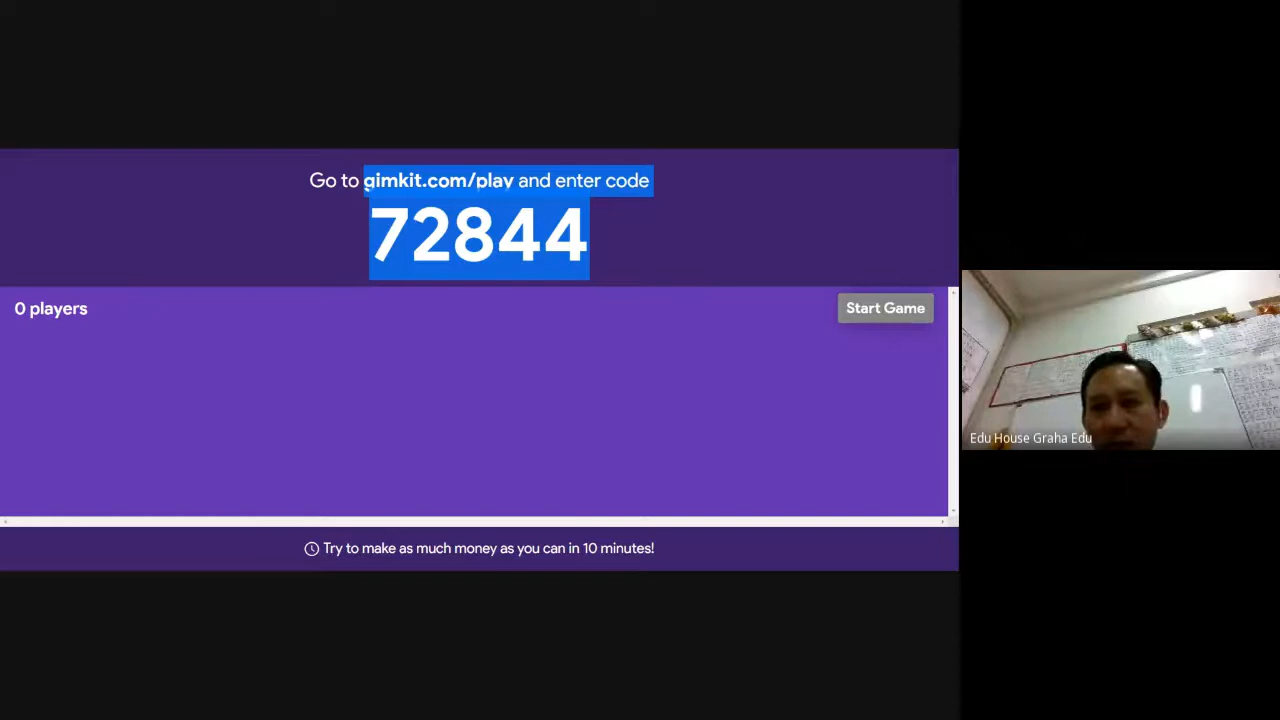 Go to gimkit.com/play and enter code
72844
0 players
Start Game
Edu House Graha Edu
Try to make as much money as you can in 10 minutes!